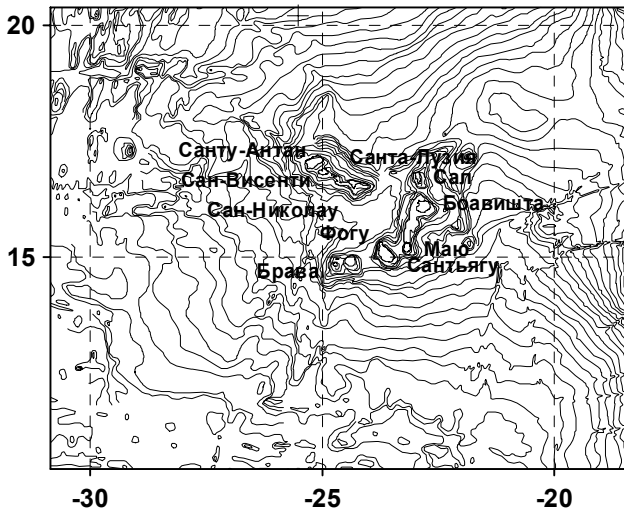 20
Санту-Антан
Санта-Лузия
Сан-Висенти
Сал
Сан-Николау
Боавишта
Фогу
15
Маю
Брава
Сантьягу
-30
-25
-20